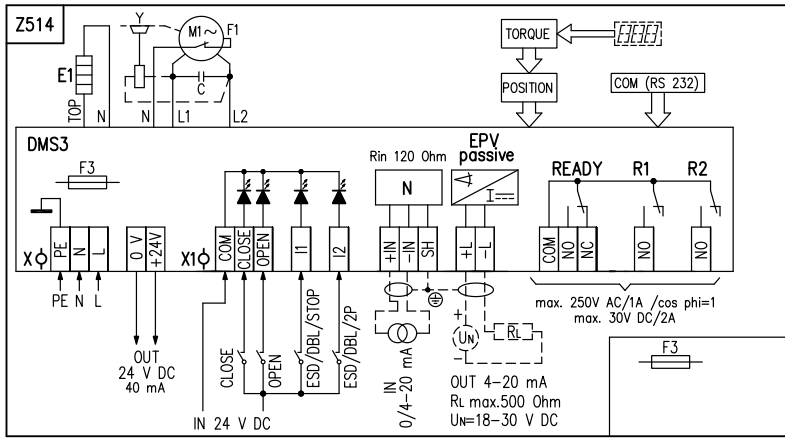 Z514
Y
M1~
F1
E1
C
TOP
N
N
L1
L2
TORQUE
POSITION
COM (RS 232)
DMS3
F3
Rin 120 Ohm
N
EPV
passive
I
READY
R1
R2
X
PE
N
L
0 V
+24V
X1
COM
CLOSE
OPEN
I1
I2
+IN
-IN
SH
+L
-L
COM
NO
NC
NO
NO
PE N L
OUT
24 V DC
40 mA
CLOSE
OPEN
ESD/DBL/STOP
ESD/DBL/2P
IN 24 V DC
IN
0/4-20 mA
+
UN
-
RL
OUT 4-20 mA
RL max.500 Ohm
UN=18-30 V DC
max. 250V AC/1A /cos phi=1
max. 30V DC/2A
F3